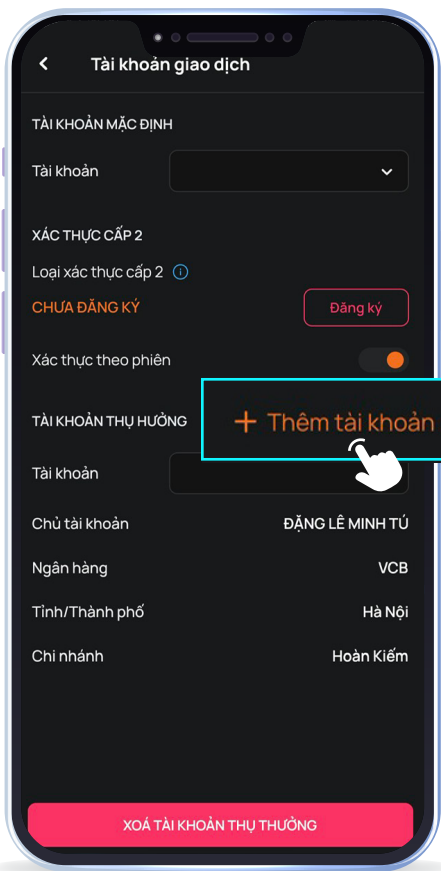 Tài khoản giao dịch
TÀI KHOẢN MẶC ĐỊNH
Tài khoản
XÁC THỰC CẤP 2
Loại xác thực cấp 2
CHƯA ĐĂNG KÝ
Đăng ký
Xác thực theo phiên
TÀI KHOẢN THỤ HƯỞNG
+ Thêm tài khoản
Tài khoản
Chủ tài khoản ĐẶNG LÊ MINH TÚ
Ngân hàng VCB
Tỉnh/Thành phố Hà Nội
Chi nhánh Hoàn Kiếm
XOÁ TÀI KHOẢN THỤ THƯỞNG